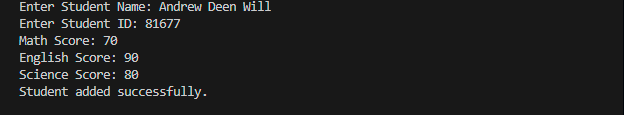 Enter Student Name: Andrew Deen Will
Enter Student ID: 81677
Math Score: 70
English Score: 90
Science Score: 80
Student added successfully.